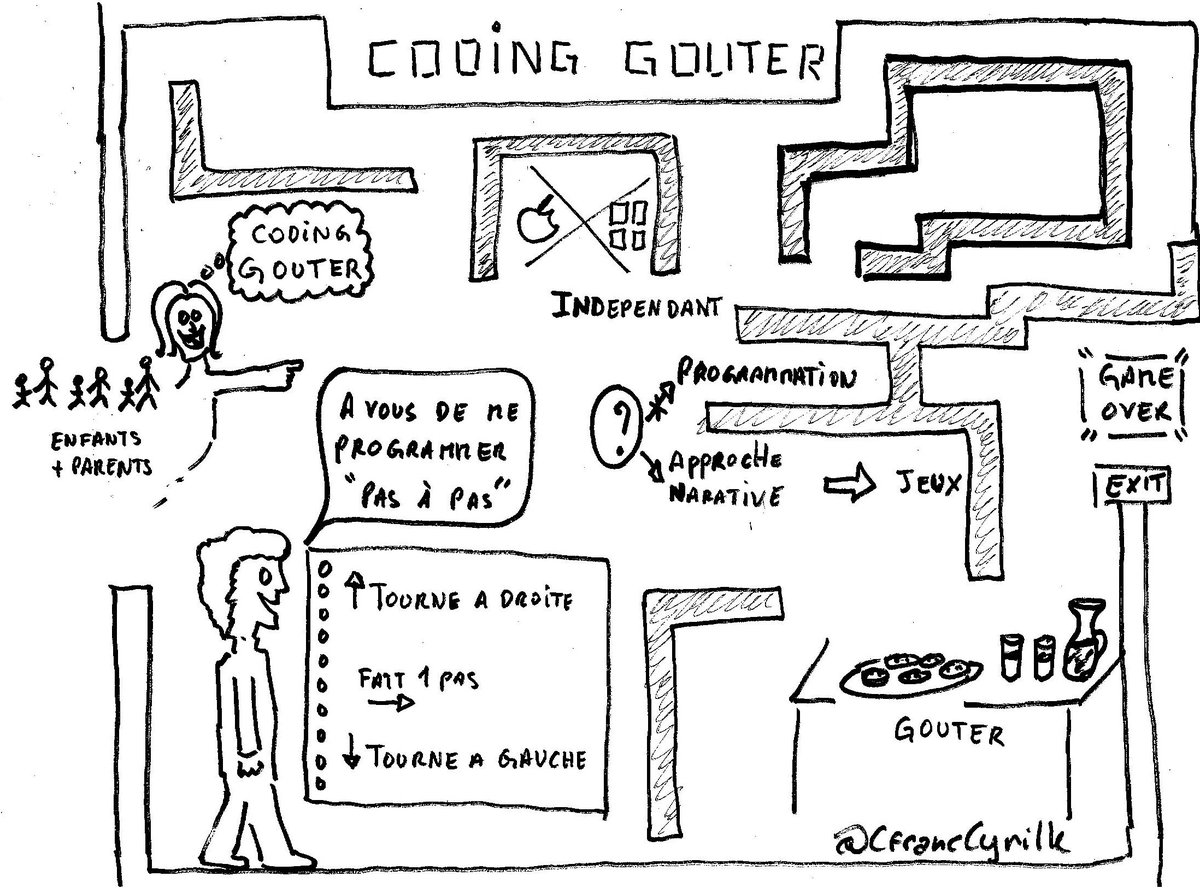 CODING GOUTER
CODING
GOUTER
INDEPENDANT
ENFANTS
+ PARENTS
A VOUS DE ME
PROGRAMMER
"PAS À PAS"
?
PROGRAMMATION
APPROCHE
NARATIVE
JEUX
"GAME
OVER"
EXIT
TOURNE A DROITE
FAIT 1 PAS
TOURNE A GAUCHE
GOUTER
@CFrancCyrille